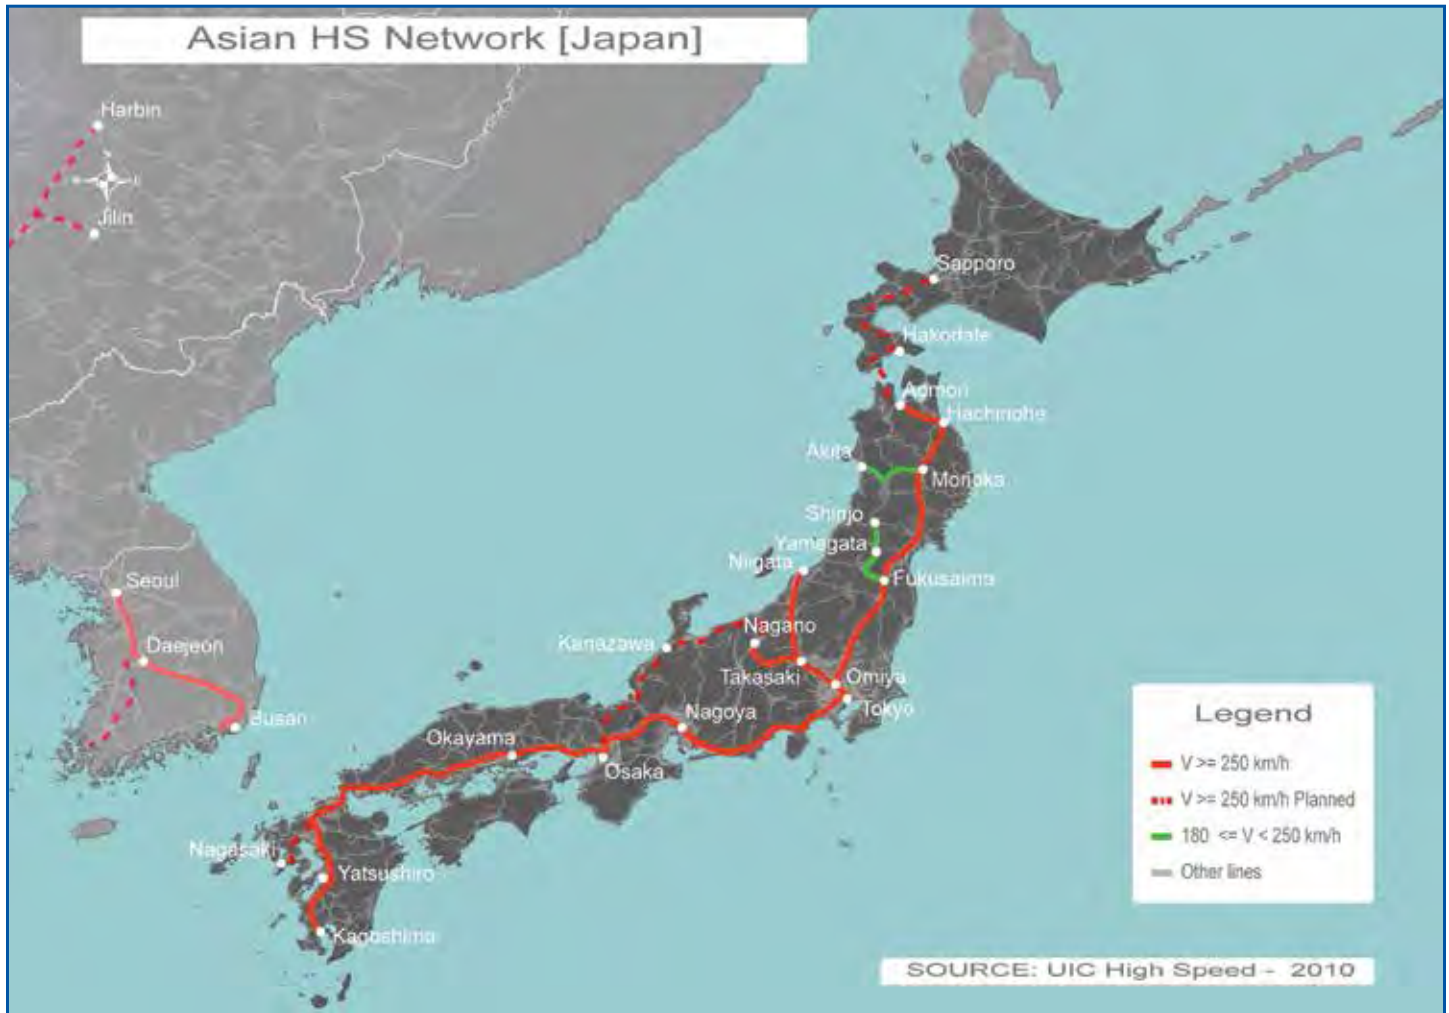 Asian HS Network [Japan]
Harbin
Jilin
Sapporo
Hakodate
Aomori
Hachinohe
Akita
Morioka
Shinjo
Yamagata
Niigata
Fukusaima
Seoul
Nagano
Kanazawa
Daejeon
Takasaki
Omiya
Tokyo
Nagoya
Busan
Okayama
Osaka
Nagasaki
Yatsushiro
Kagoshima
Legend
V >= 250 km/h
V >= 250 km/h Planned
180 <= V < 250 km/h
Other lines
SOURCE: UIC High Speed - 2010